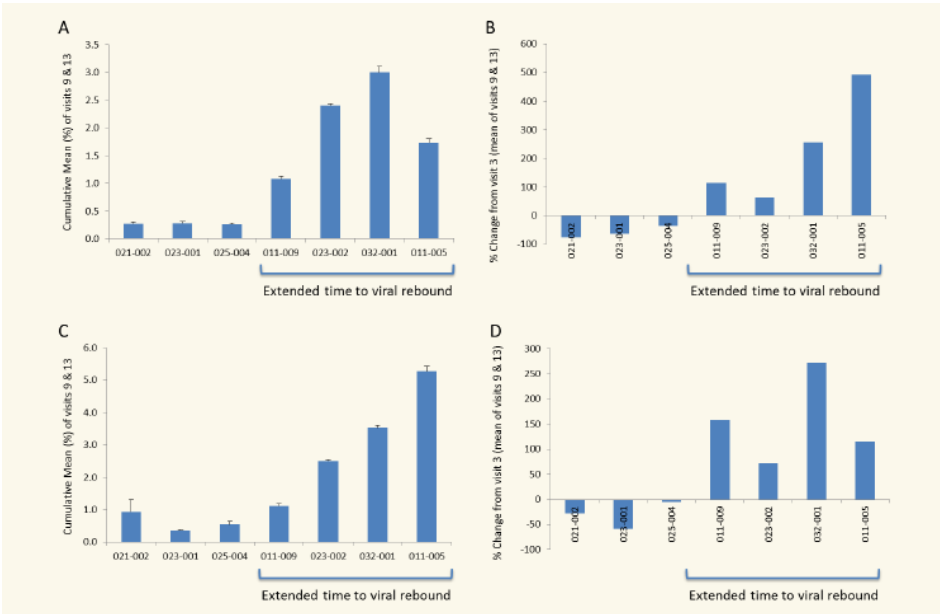 A
Cumulative Mean (%) of visits 9 & 13
3.5
3.0
2.5
2.0
1.5
1.0
0.5
0.0
021-002 023-001 025-004 011-009 023-002 032-001 011-005
Extended time to viral rebound
B
% Change from visit 3 (mean of visits 9 & 13)
600
500
400
300
200
100
0
-100
021-002 023-001 025-004 011-009 023-002 032-001 011-005
Extended time to viral rebound
C
Cumulative Mean (%) of visits 9 & 13
6.0
5.0
4.0
3.0
2.0
1.0
0.0
021-002 023-001 025-004 011-009 023-002 032-001 011-005
Extended time to viral rebound
D
% Change from visit 3 (mean of visits 9 & 13)
300
250
200
150
100
50
0
-50
-100
021-002 023-001 025-004 011-009 023-002 032-001 011-005
Extended time to viral rebound